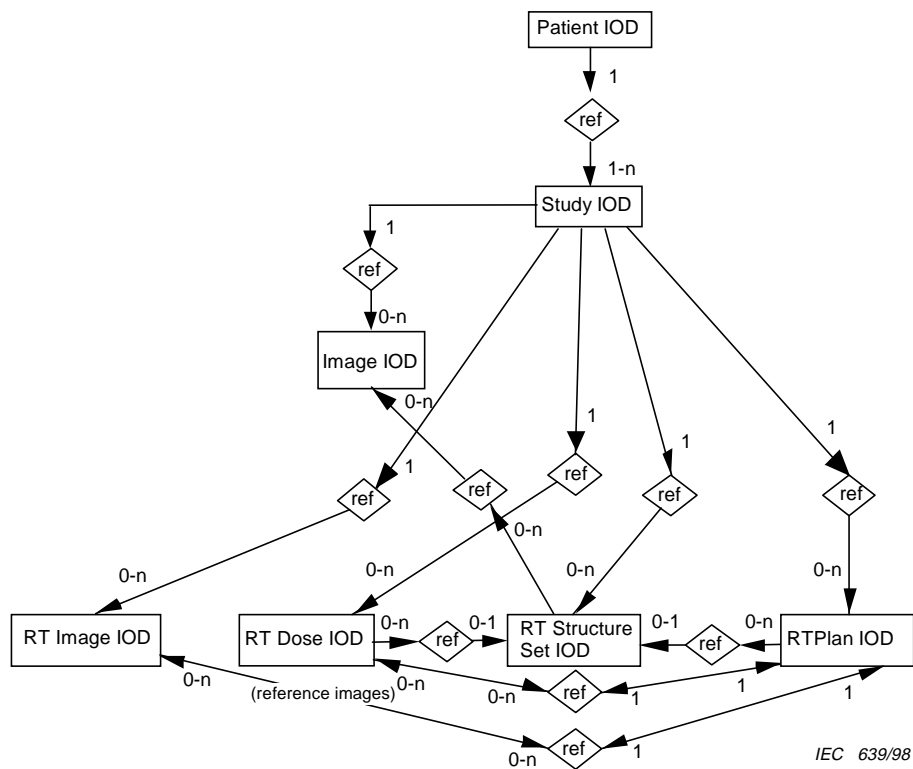 Patient IOD
1
ref
1-n
Study IOD
1
ref
0-n
Image IOD
0-n
1
1
1
1
ref
ref
ref
ref
ref
0-n
0-n
0-n
0-n
0-n
RT Image IOD
RT Dose IOD
0-n
ref
0-1
RT Structure
Set IOD
0-1
ref
0-n
RTPlan IOD
0-n
(reference images)
0-n
0-n
ref
1
1
1
0-n
ref
1
IEC 639/98